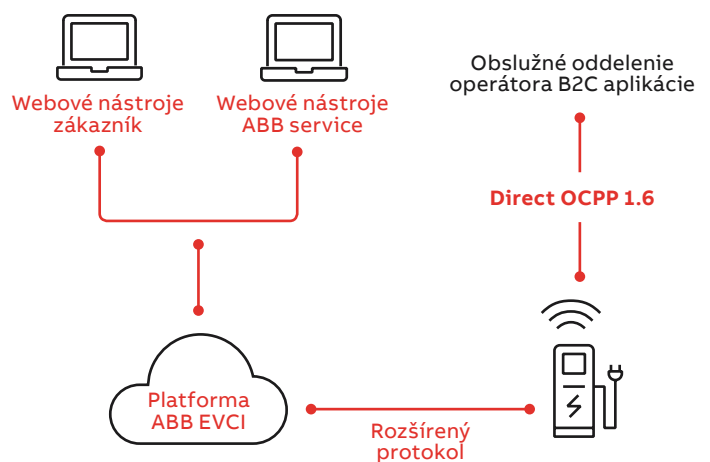 Webové nástroje
zákazník
Webové nástroje
ABB service
Obslužné oddelenie
operátora B2C aplikácie
Direct OCPP 1.6
Platforma
ABB EVCI
Rozšírený
protokol